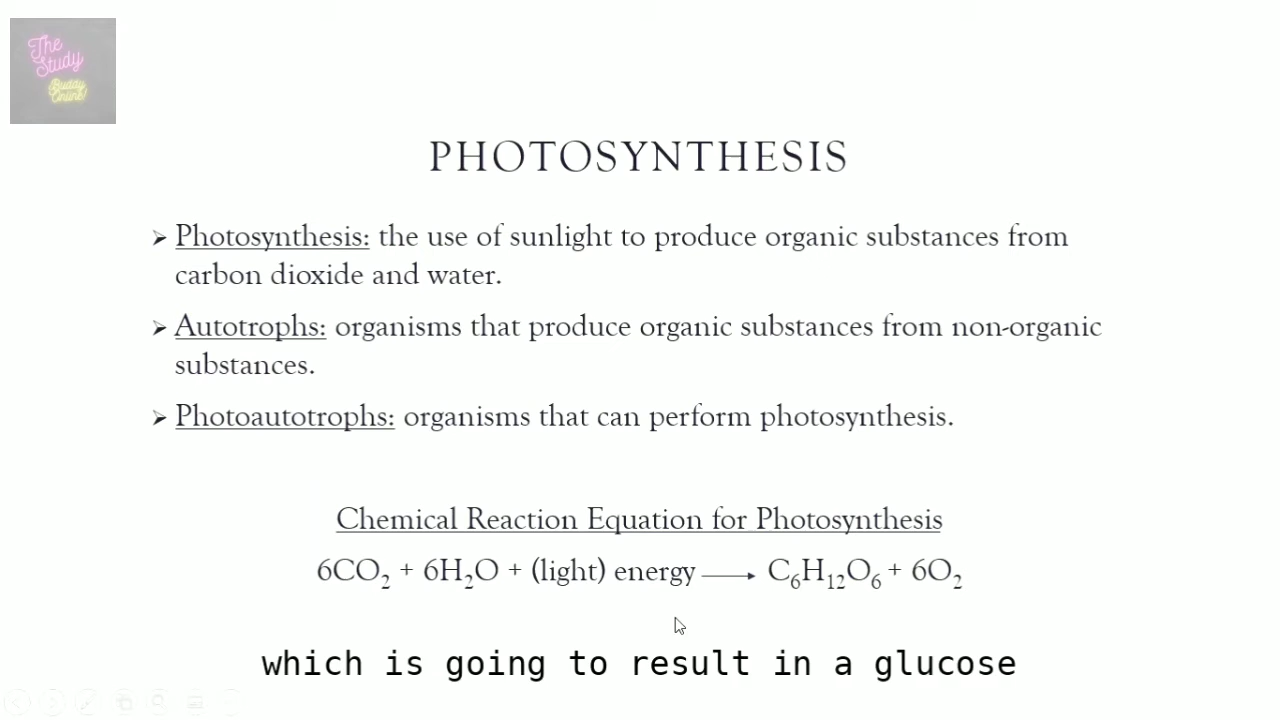 The
Study
Buddy
Online!
PHOTOSYNTHESIS
➢ Photosynthesis: the use of sunlight to produce organic substances from
carbon dioxide and water.
➢ Autotrophs: organisms that produce organic substances from non-organic
substances.
➢ Photoautotrophs: organisms that can perform photosynthesis.
Chemical Reaction Equation for Photosynthesis
6CO₂ + 6H₂O + (light) energy ⟶ C₆H₁₂O₆ + 6O₂
which is going to result in a glucose